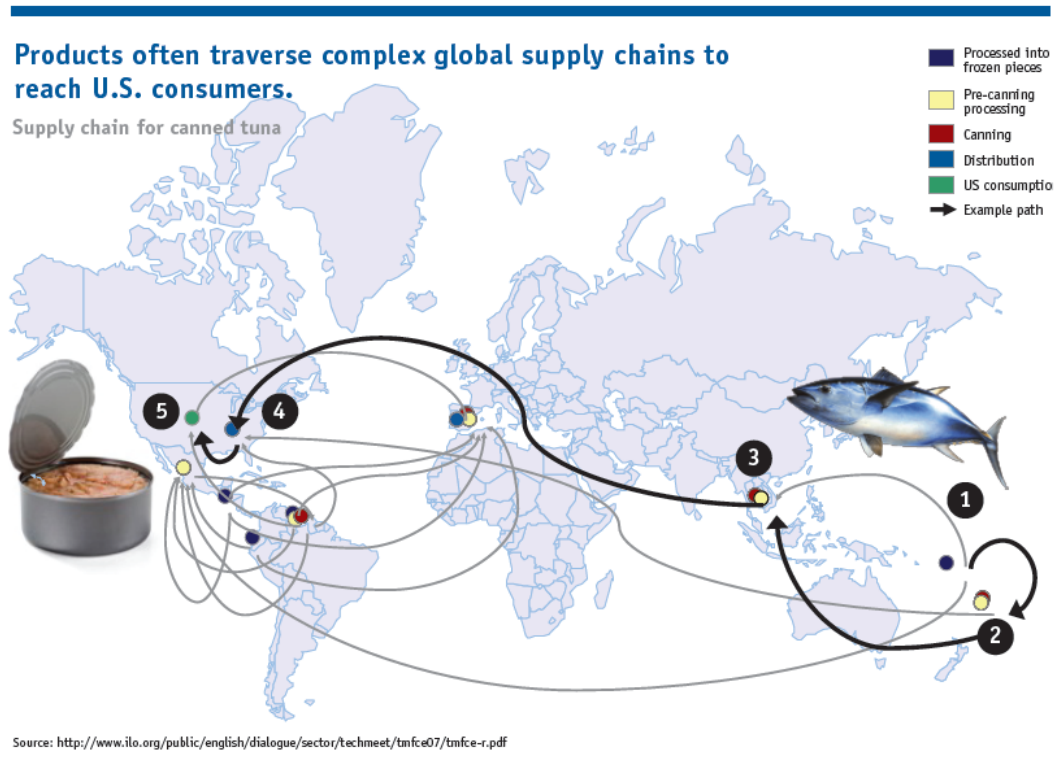 Products often traverse complex global supply chains to
reach U.S. consumers.
Supply chain for canned tuna
Processed into
frozen pieces
Pre-canning
processing
Canning
Distribution
US consumptio
Example path
5
4
3
1
2
Source: http://www.ilo.org/public/english/dialogue/sector/techmeet/tmfce07/tmfce-r.pdf